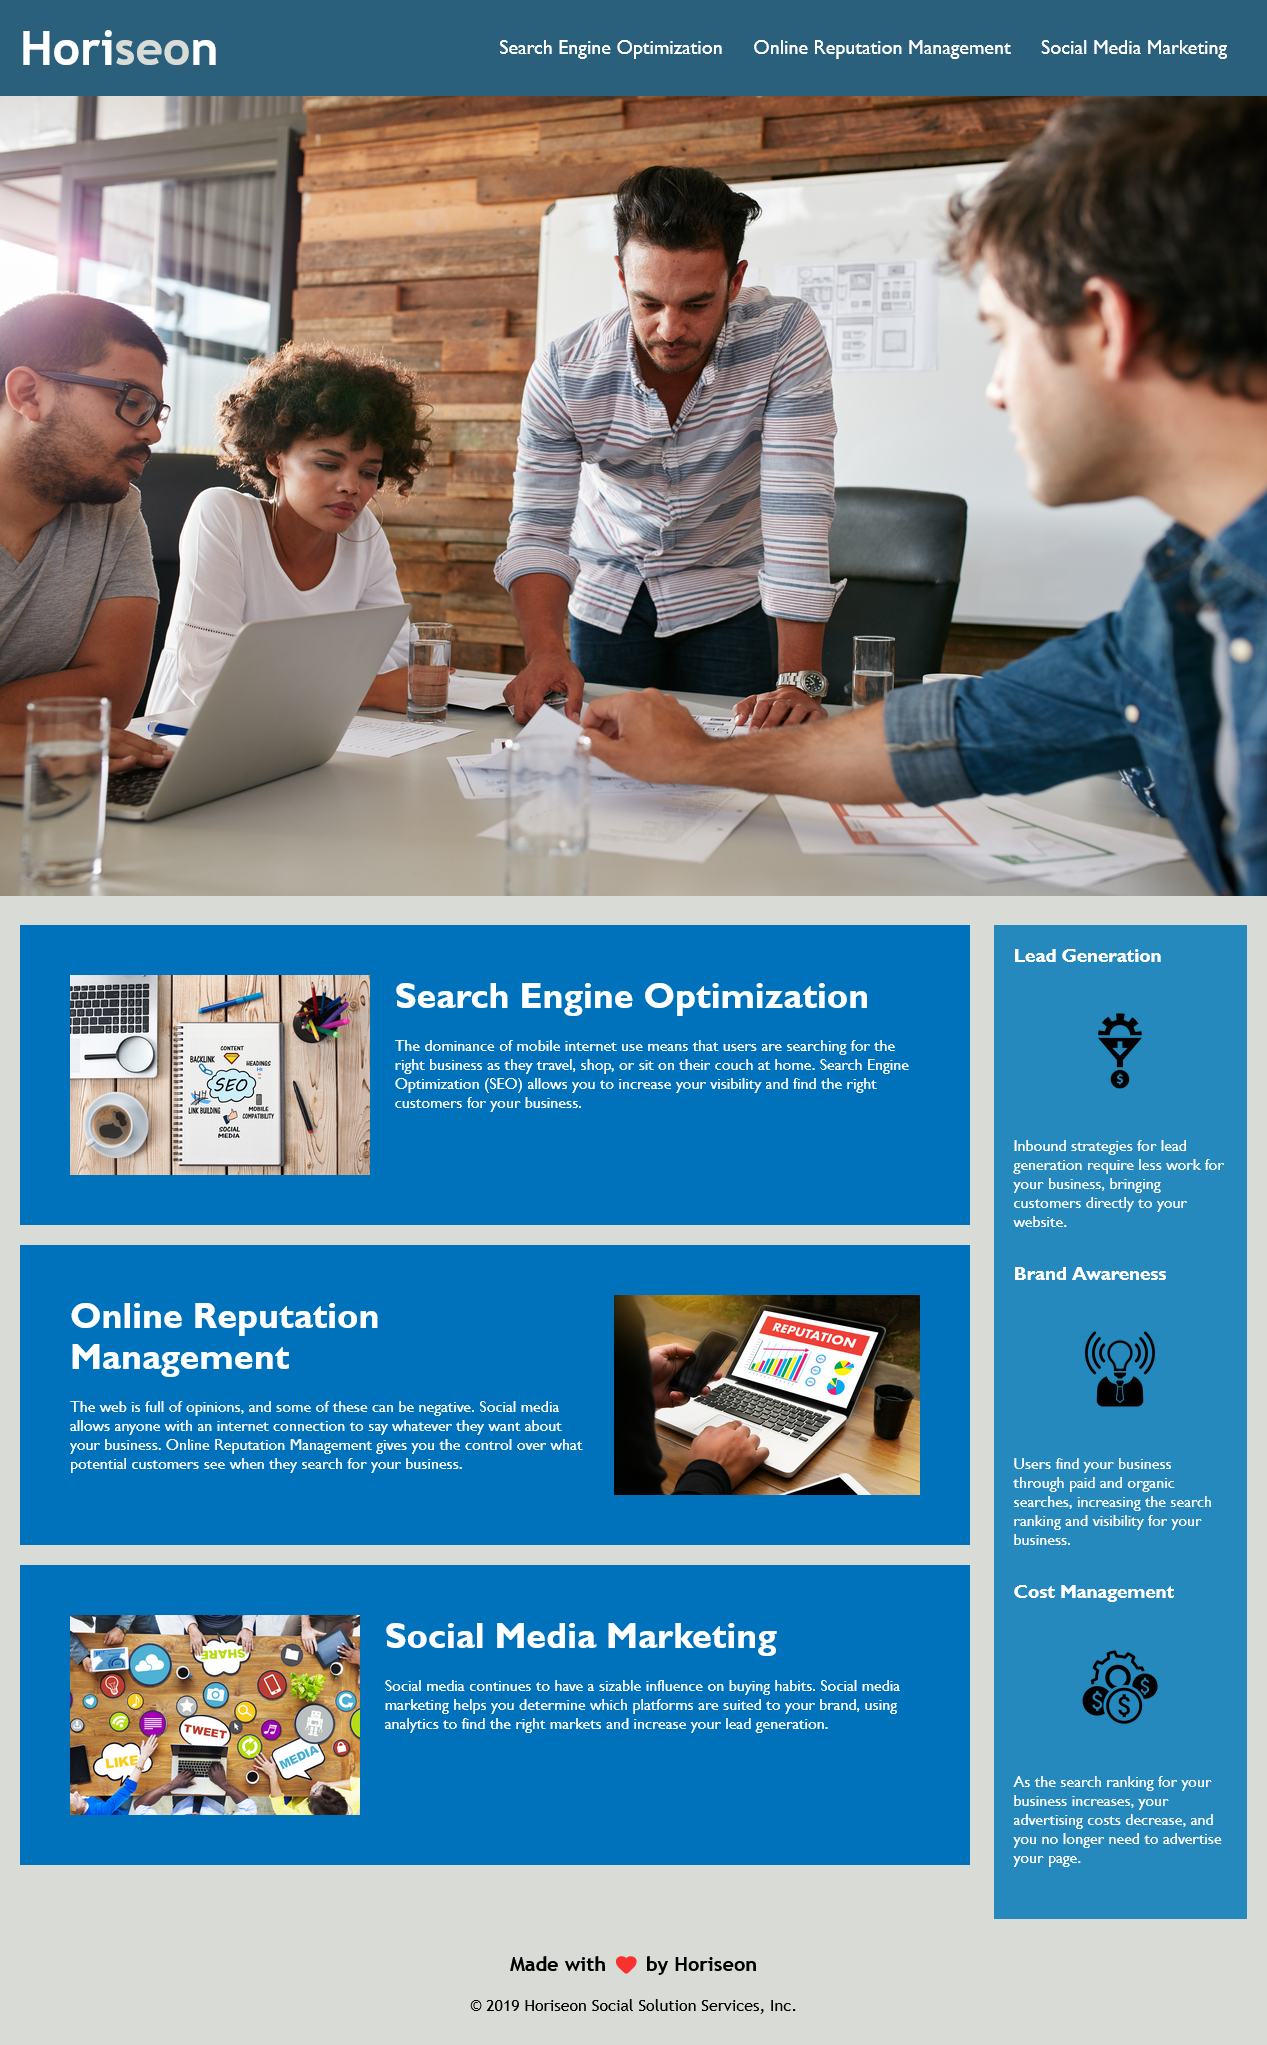 Horiseon
Search Engine Optimization
Online Reputation Management
Social Media Marketing
CONTENT
BACKLINK
HEADINGS
SEO
LINK BUILDING
MOBILE
COMPATIBILITY
SOCIAL
MEDIA
Search Engine Optimization
The dominance of mobile internet use means that users are searching for the
right business as they travel, shop, or sit on their couch at home. Search Engine
Optimization (SEO) allows you to increase your visibility and find the right
customers for your business.
Online Reputation
Management
The web is full of opinions, and some of these can be negative. Social media
allows anyone with an internet connection to say whatever they want about
your business. Online Reputation Management gives you the control over what
potential customers see when they search for your business.
REPUTATION
SHARE
TWEET
LIKE
MEDIA
Social Media Marketing
Social media continues to have a sizable influence on buying habits. Social media
marketing helps you determine which platforms are suited to your brand, using
analytics to find the right markets and increase your lead generation.
Lead Generation
$
Inbound strategies for lead
generation require less work for
your business, bringing
customers directly to your
website.
Brand Awareness
Users find your business
through paid and organic
searches, increasing the search
ranking and visibility for your
business.
Cost Management
$ $ $
As the search ranking for your
business increases, your
advertising costs decrease, and
you no longer need to advertise
your page.
Made with ❤️ by Horiseon
© 2019 Horiseon Social Solution Services, Inc.